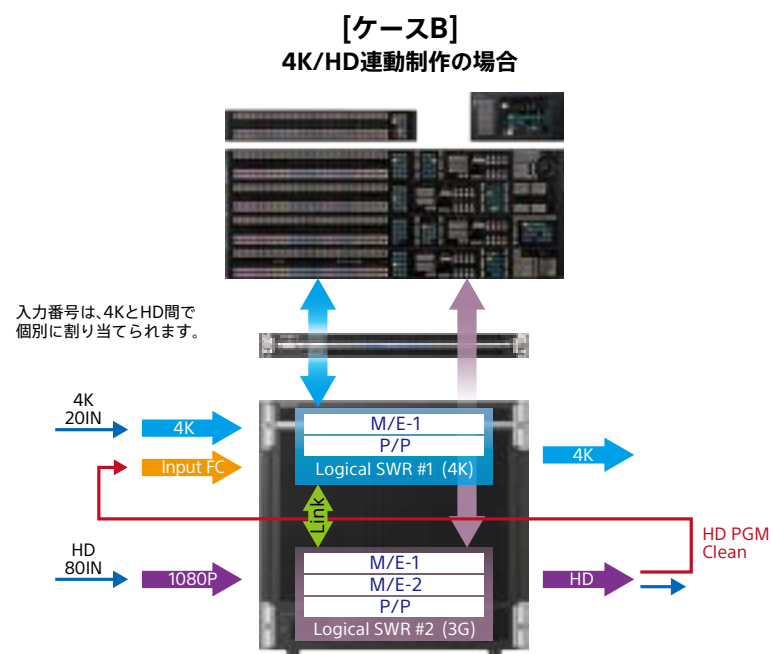 [ケースB]
4K/HD連動制作の場合
入力番号は、4KとHD間で
個別に割り当てられます。
4K
20IN
4K
Input FC
M/E-1
P/P
Logical SWR #1 (4K)
4K
Link
HD PGM
Clean
HD
80IN
1080P
M/E-1
M/E-2
P/P
Logical SWR #2 (3G)
HD